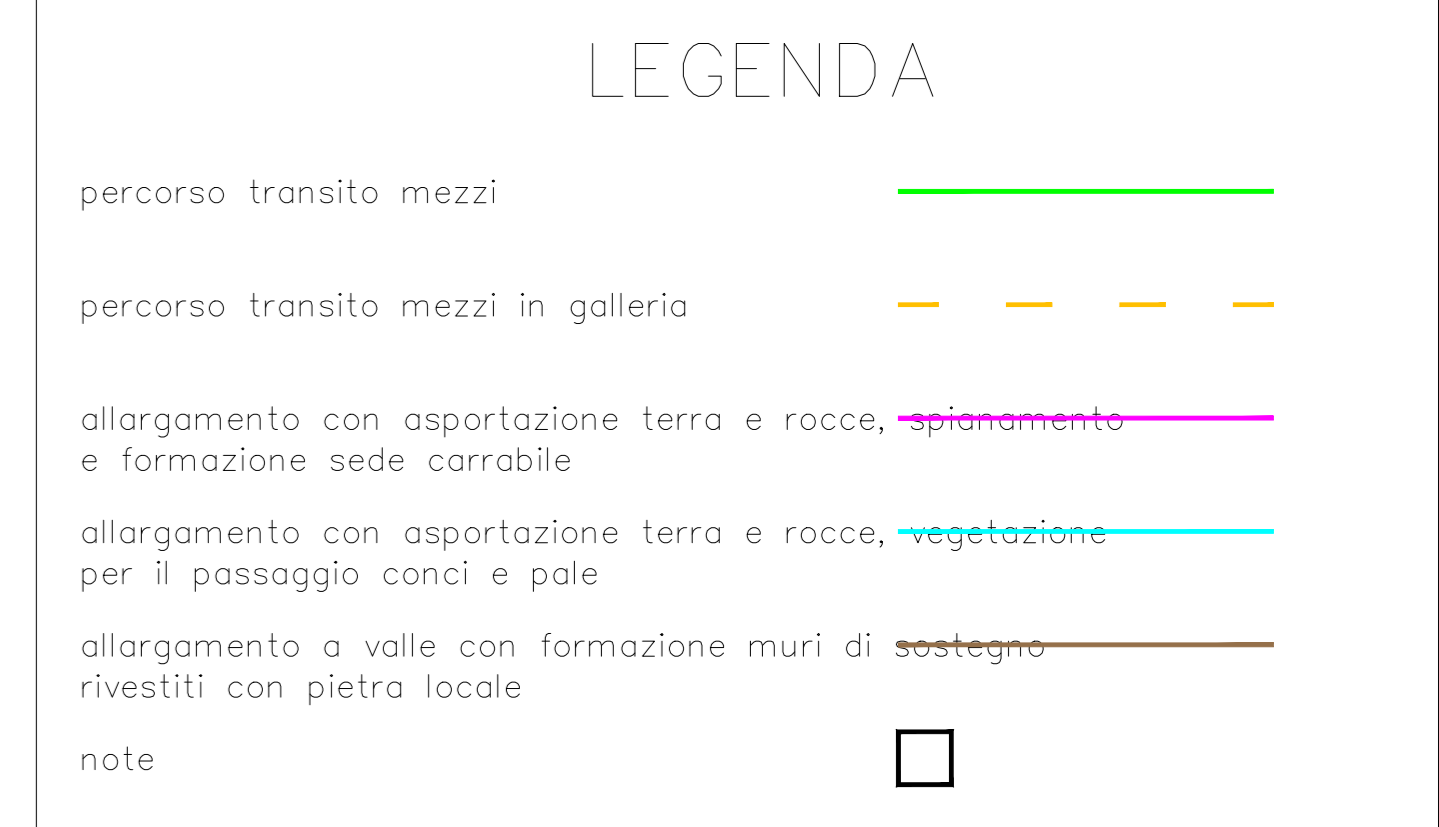 LEGENDA
percorso transito mezzi
percorso transito mezzi in galleria
allargamento con asportazione terra e rocce, spianamento
e formazione sede carrabile
allargamento con asportazione terra e rocce, vegetazione
per il passaggio conci e pale
allargamento a valle con formazione muri di sostegno
rivestiti con pietra locale
note